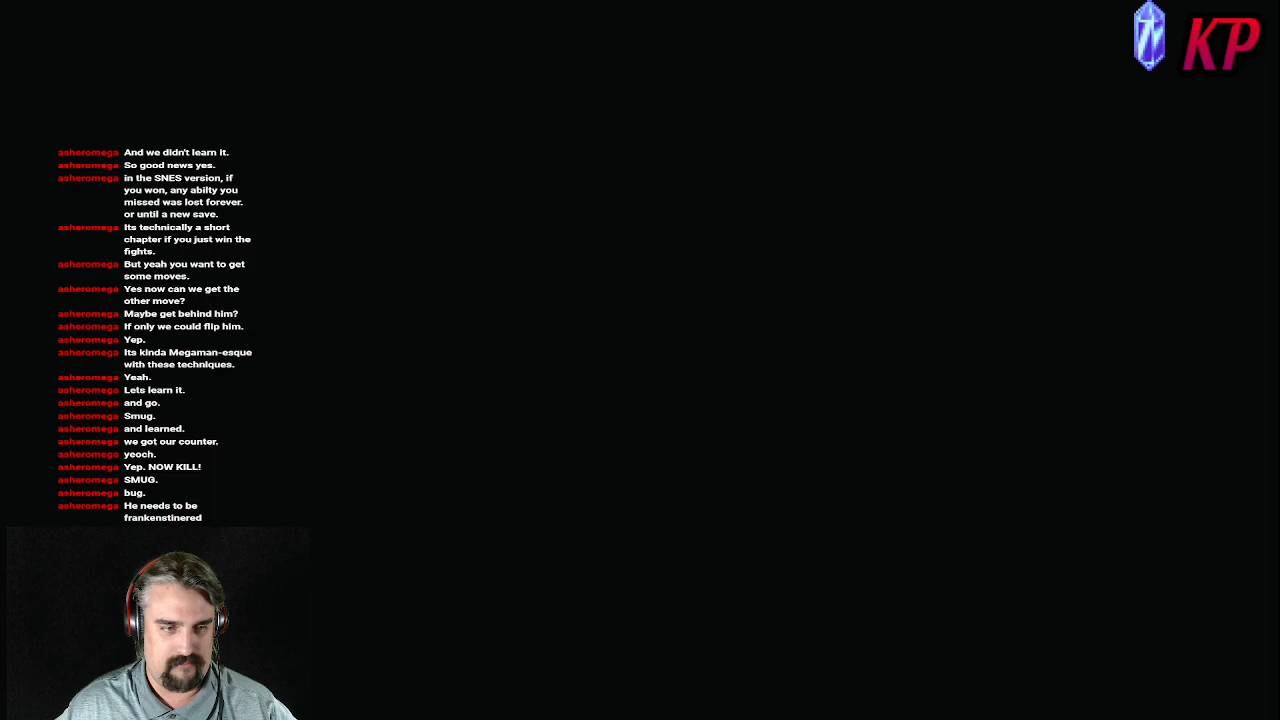 KP
asheromega And we didn't learn it.
asheromega So good news yes.
asheromega in the SNES version, if
you won, any abilty you
missed was lost forever.
or until a new save.
asheromega Its technically a short
chapter if you just win the
fights.
asheromega But yeah you want to get
some moves.
asheromega Yes now can we get the
other move?
asheromega Maybe get behind him?
asheromega If only we could flip him.
asheromega Yep.
asheromega Its kinda Megaman-esque
with these techniques.
asheromega Yeah.
asheromega Lets learn it.
asheromega and go.
asheromega Smug.
asheromega and learned.
asheromega we got our counter.
asheromega yeoch.
asheromega Yep. NOW KILL!
asheromega SMUG.
asheromega bug.
asheromega He needs to be
frankenstinered